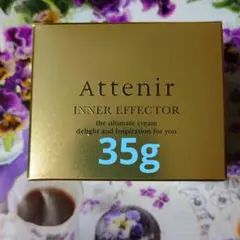 Attenir
INNER EFFECTOR
the ultimate cream
delight and inspiration for you
35g